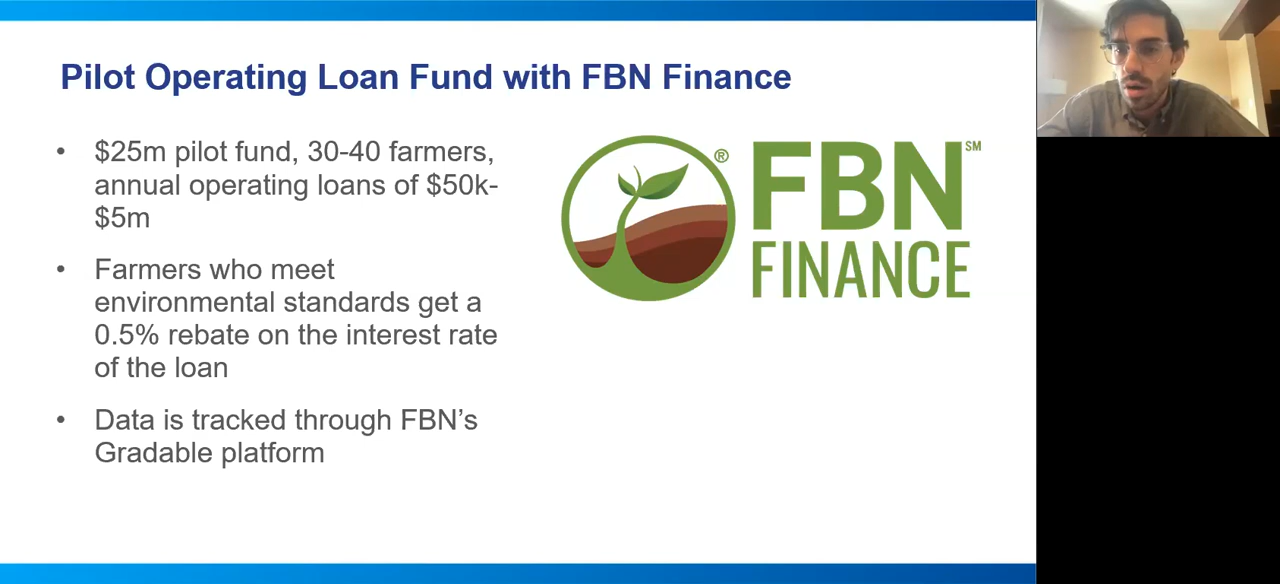 Pilot Operating Loan Fund with FBN Finance
• $25m pilot fund, 30-40 farmers,
annual operating loans of $50k-
$5m
• Farmers who meet
environmental standards get a
0.5% rebate on the interest rate
of the loan
• Data is tracked through FBN’s
Gradable platform
®
FBN℠
FINANCE